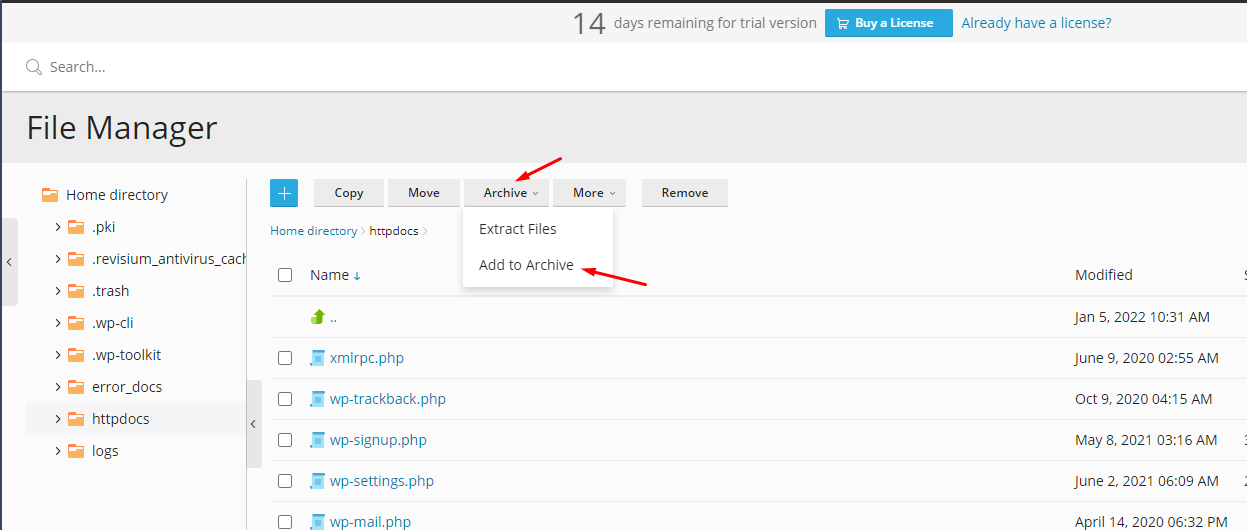 14 days remaining for trial version Buy a License Already have a license?
Search...
File Manager
Home directory
.pki
.revisium_antivirus_cach
.trash
.wp-cli
.wp-toolkit
error_docs
httpdocs
logs
Copy Move Archive More Remove
Extract Files
Add to Archive
Home directory httpdocs
Name Modified S
.. Jan 5, 2022 10:31 AM
xmlrpc.php June 9, 2020 02:55 AM
wp-trackback.php Oct 9, 2020 04:15 AM
wp-signup.php May 8, 2021 03:16 AM
wp-settings.php June 2, 2021 06:09 AM
wp-mail.php April 14, 2020 06:32 PM